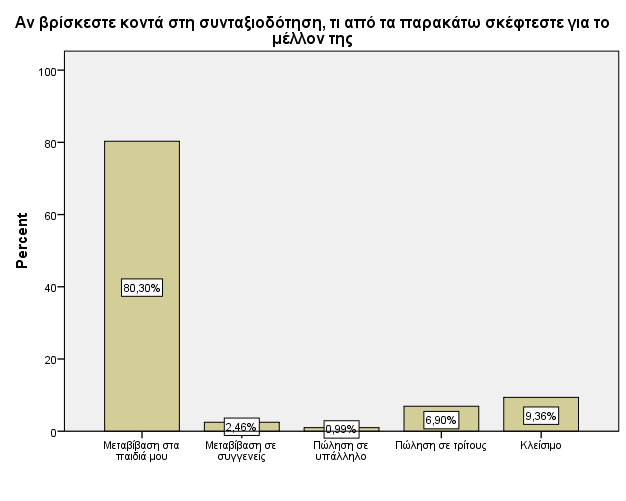 Αν βρίσκεστε κοντά στη συνταξιοδότηση, τι από τα παρακάτω σκέφτεστε για το
μέλλον της
100
80
60
40
20
0
Percent
80,30%
2,46%
0,99%
6,90%
9,36%
Μεταβίβαση στα
παιδιά μου
Μεταβίβαση σε
συγγενείς
Πώληση σε
υπάλληλο
Πώληση σε τρίτους
Κλείσιμο